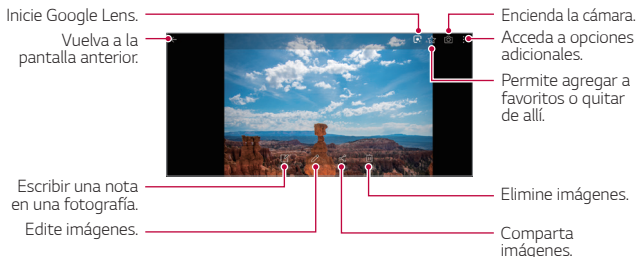 Inicie Google Lens.
Vuelva a la
pantalla anterior.
Encienda la cámara.
Acceda a opciones
adicionales.
Permite agregar a
favoritos o quitar
de allí.
Escribir una nota
en una fotografía.
Edite imágenes.
Elimine imágenes.
Comparta
imágenes.